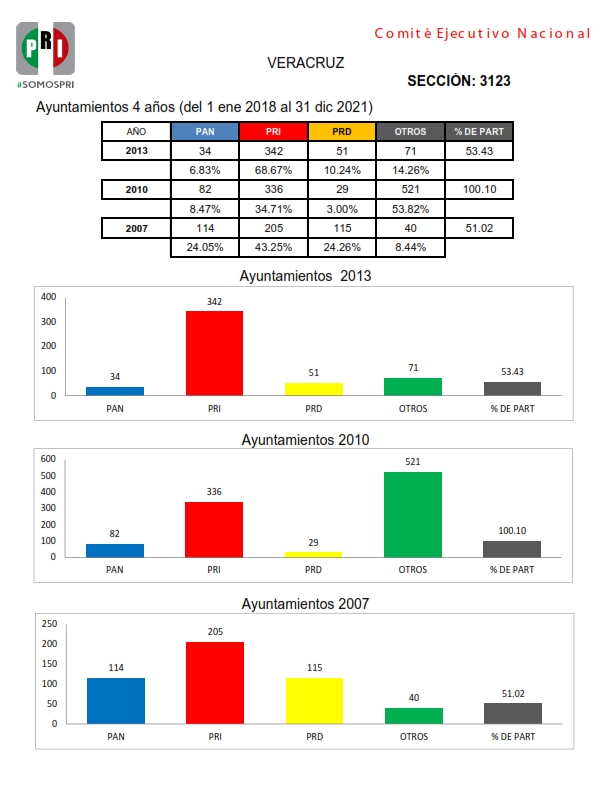 PRI
#SOMOSPRI
Comité Ejecutivo Nacional
VERACRUZ
SECCIÓN: 3123
Ayuntamientos 4 años (del 1 ene 2018 al 31 dic 2021)
AÑO PAN PRI PRD OTROS % DE PART
2013 34 342 51 71 53.43
6.83% 68.67% 10.24% 14.26%
2010 82 336 29 521 100.10
8.47% 34.71% 3.00% 53.82%
2007 114 205 115 40 51.02
24.05% 43.25% 24.26% 8.44%
Ayuntamientos 2013
400
300
200
100
0
34 342 51 71 53.43
PAN PRI PRD OTROS % DE PART
Ayuntamientos 2010
600
500
400
300
200
100
0
82 336 29 521 100.10
PAN PRI PRD OTROS % DE PART
Ayuntamientos 2007
250
200
150
100
50
0
114 205 115 40 51.02
PAN PRI PRD OTROS % DE PART